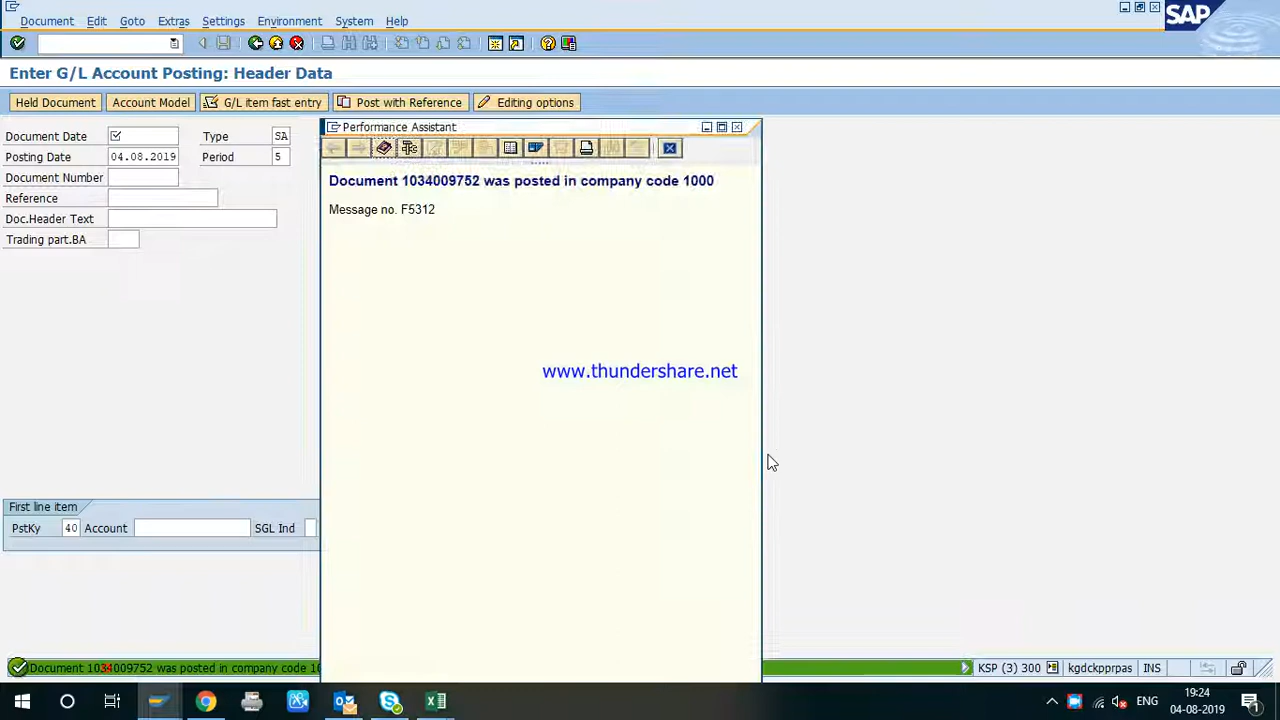 Document Edit Goto Extras Settings Environment System Help
SAP
Enter G/L Account Posting: Header Data
Held Document Account Model G/L item fast entry Post with Reference Editing options
Document Date Type SA
Posting Date 04.08.2019 Period 5
Document Number
Reference
Doc.Header Text
Trading part.BA
Performance Assistant
Document 1034009752 was posted in company code 1000
Message no. F5312
www.thundershare.net
First line item
PstKy 40 Account SGL Ind
Document 1034009752 was posted in company code 10
KSP (3) 300 kgdckpprpas INS
ENG
19:24
04-08-2019
1